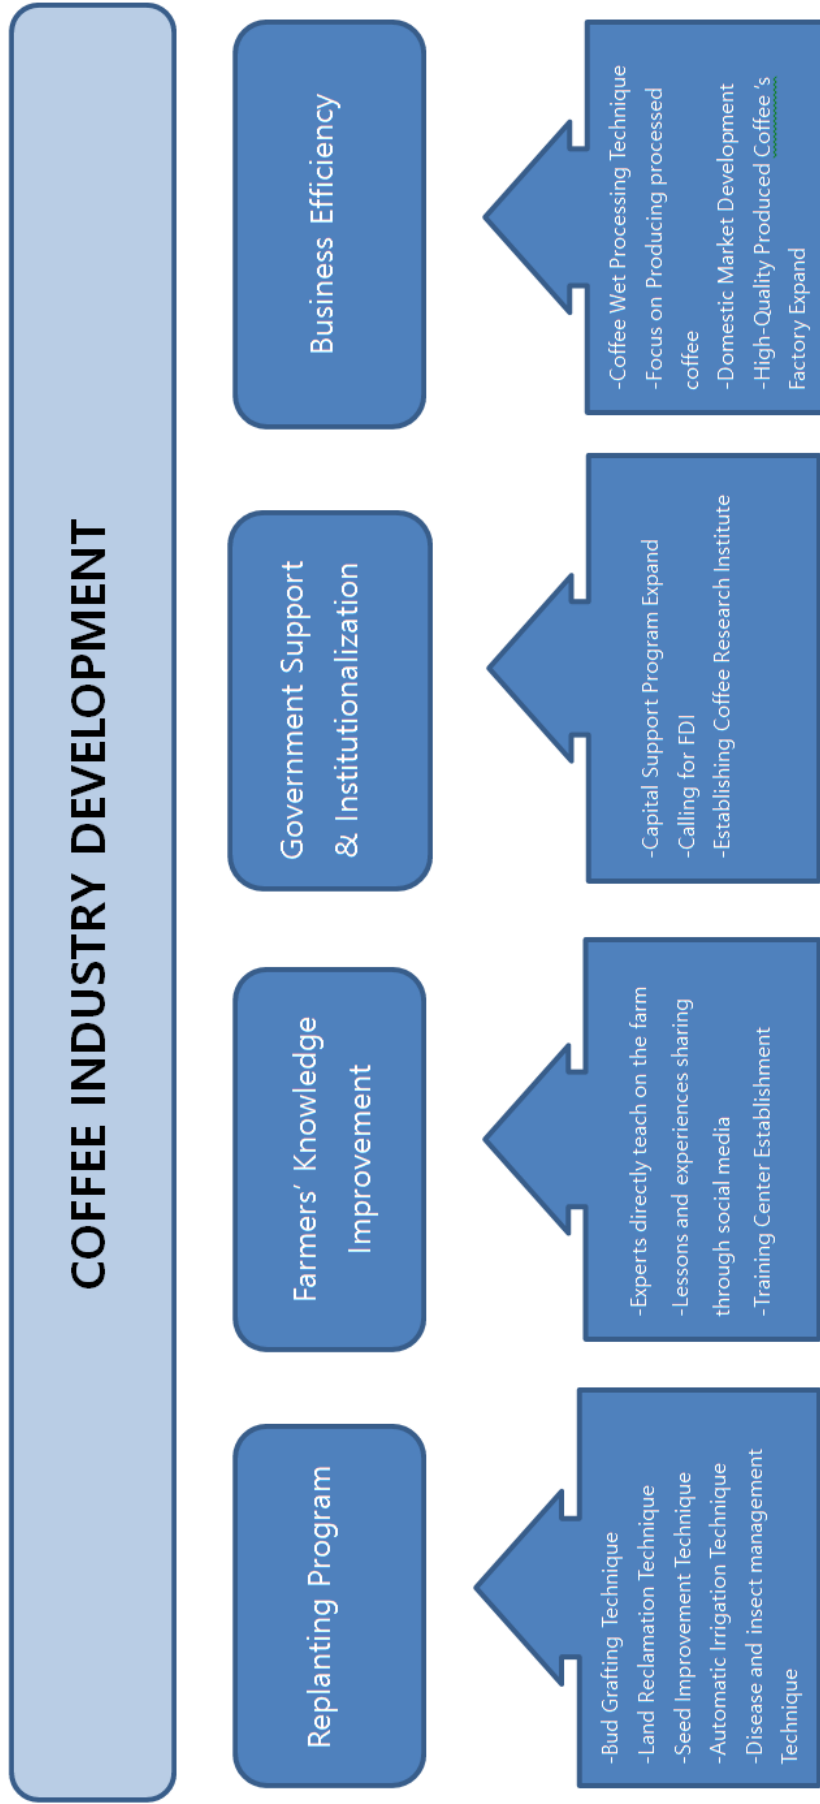 COFFEE INDUSTRY DEVELOPMENT
Replanting Program
Farmers’ Knowledge
Improvement
Government Support
& Institutionalization
Business Efficiency
-Bud Grafting Technique
-Land Reclamation Technique
-Seed Improvement Technique
-Automatic Irrigation Technique
-Disease and insect management
Technique
-Experts directly teach on the farm
-Lessons and experiences sharing
through social media
-Training Center Establishment
-Capital Support Program Expand
-Calling for FDI
-Establishing Coffee Research Institute
-Coffee Wet Processing Technique
-Focus on Producing processed
coffee
-Domestic Market Development
-High-Quality Produced Coffee ‘s
Factory Expand